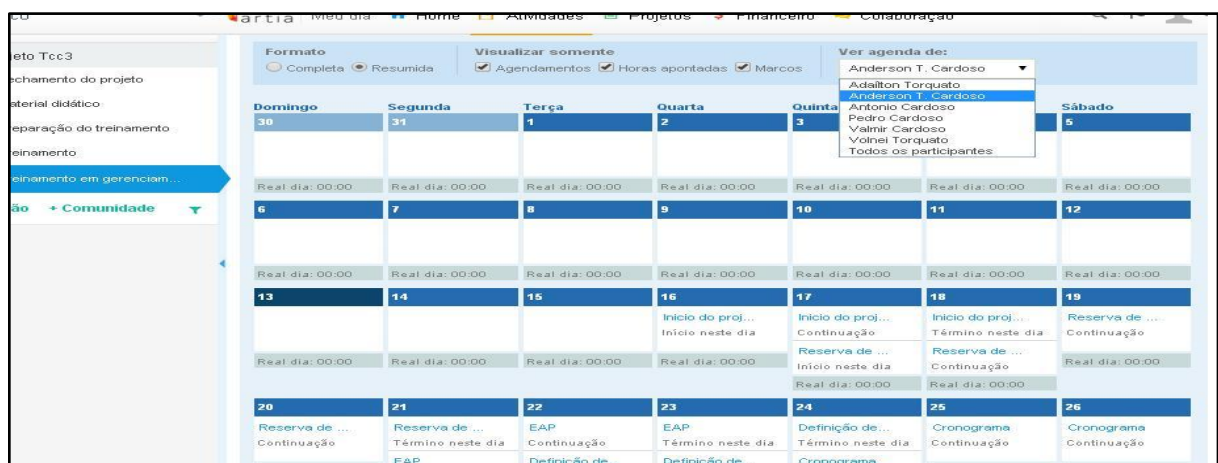 artia Meu dia Home Atividades Projetos Financeiro Colaboração
eto Tcc3
echamento do projeto
aterial didático
eparação do treinamento
einamento
einamento em gerenciam...
ão + Comunidade
Formato Visualizar somente Ver agenda de:
Completa Resumida Agendamentos Horas apontadas Marcos Anderson T. Cardoso
Adailton Torquato
Anderson T. Cardoso
Antonio Cardoso
Pedro Cardoso
Valmir Cardoso
Volnei Torquato
Todos os participantes
Domingo Segunda Terça Quarta Quinta Sábado
30 31 1 2 3 5
Real dia: 00:00 Real dia: 00:00 Real dia: 00:00 Real dia: 00:00 Real dia: 00:00 Real dia: 00:00 Real dia: 00:00
6 7 8 9 10 11 12
Real dia: 00:00 Real dia: 00:00 Real dia: 00:00 Real dia: 00:00 Real dia: 00:00 Real dia: 00:00 Real dia: 00:00
13 14 15 16 17 18 19
Inicio do proj... Inicio do proj... Inicio do proj... Reserva de ...
Início neste dia Continuação Término neste dia Continuação
Reserva de ... Reserva de ...
Real dia: 00:00 Real dia: 00:00 Real dia: 00:00 Real dia: 00:00 Início neste dia Continuação Real dia: 00:00
Real dia: 00:00 Real dia: 00:00
20 21 22 23 24 25 26
Reserva de ... Reserva de ... EAP EAP Definição de... Cronograma Cronograma
Continuação Término neste dia Continuação Término neste dia Término neste dia Continuação Continuação
EAP Definição de... Definição de... Cronograma